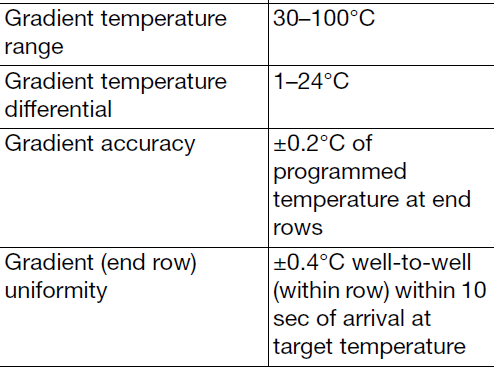 Gradient temperature range
30–100°C
Gradient temperature differential
1–24°C
Gradient accuracy
±0.2°C of
programmed
temperature at end
rows
Gradient (end row)
uniformity
±0.4°C well-to-well
(within row) within 10
sec of arrival at
target temperature